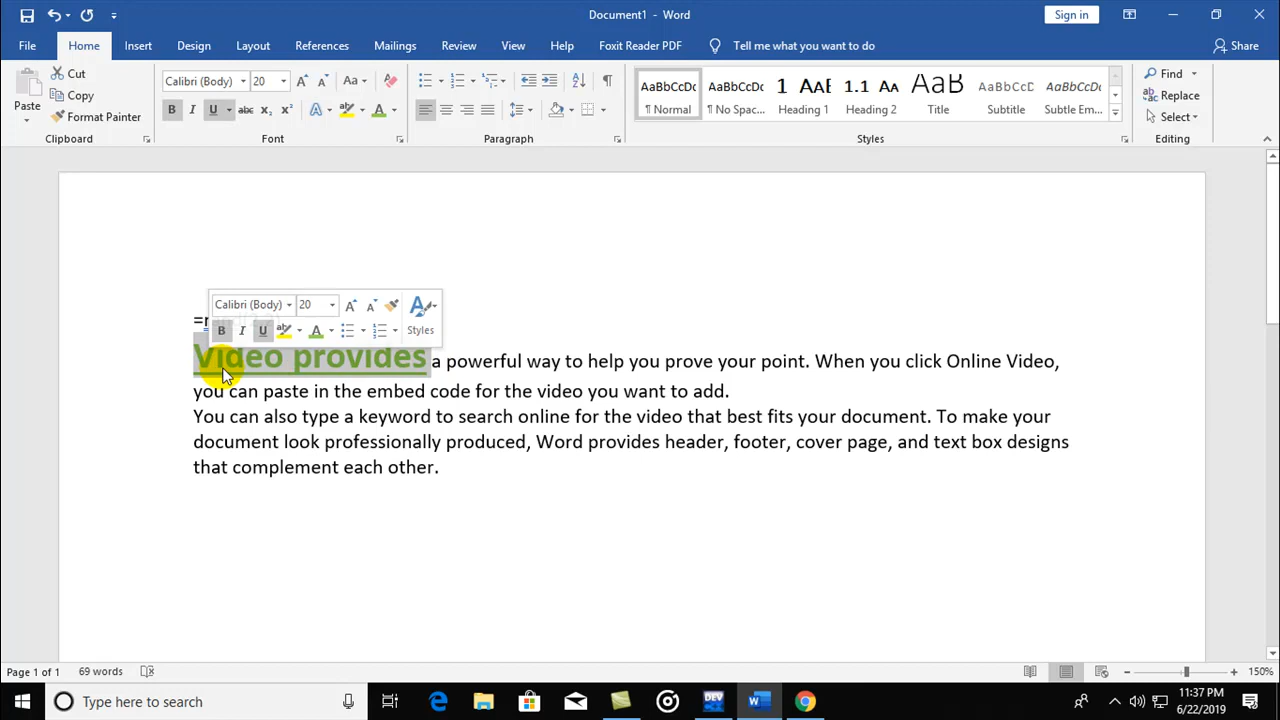 Document1 - Word
Sign in
File Home Insert Design Layout References Mailings Review View Help Foxit Reader PDF Tell me what you want to do Share
Paste
Cut
Copy
Format Painter
Clipboard
Calibri (Body) 20
Font
Paragraph
AaBbCcDc AaBbCcDc 1 AaB 1.1 Aa AaB AaBbCcD AaBbCcDc
¶ Normal ¶ No Spac... Heading 1 Heading 2 Title Subtitle Subtle Em...
Styles
Find
Replace
Select
Editing
Calibri (Body) 20
Styles
Video provides a powerful way to help you prove your point. When you click Online Video,
you can paste in the embed code for the video you want to add.
You can also type a keyword to search online for the video that best fits your document. To make your
document look professionally produced, Word provides header, footer, cover page, and text box designs
that complement each other.
Page 1 of 1 69 words 150%
Type here to search
DEV
11:37 PM
6/22/2019